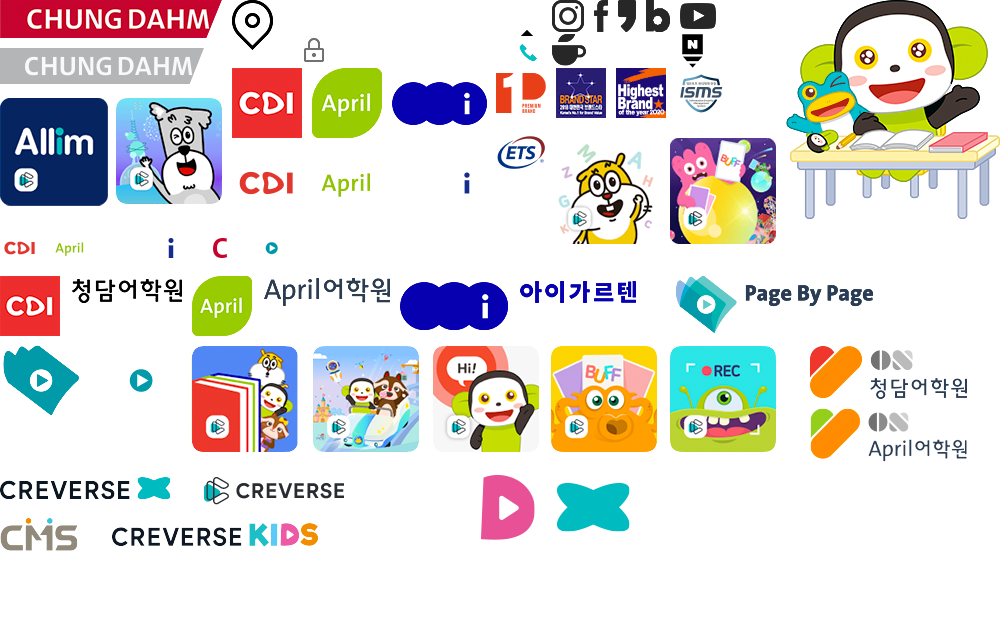 CHUNG DAHM
CHUNG DAHM
N
CDI
April
i
1
PREMIUM BRAND
BRAND STAR
Highest
Brand
of the year 2020
ISMS
Allim
ETS
M
A
H
G
K
C
BUFF
CDI
April
i
CDI
April
i
C
CDI
청담어학원
April
April어학원
i
아이가르텐
Page By Page
Hi!
BUFF
REC
ON
청담어학원
ON
April어학원
CREVERSE
CREVERSE
CMS
CREVERSE KIDS